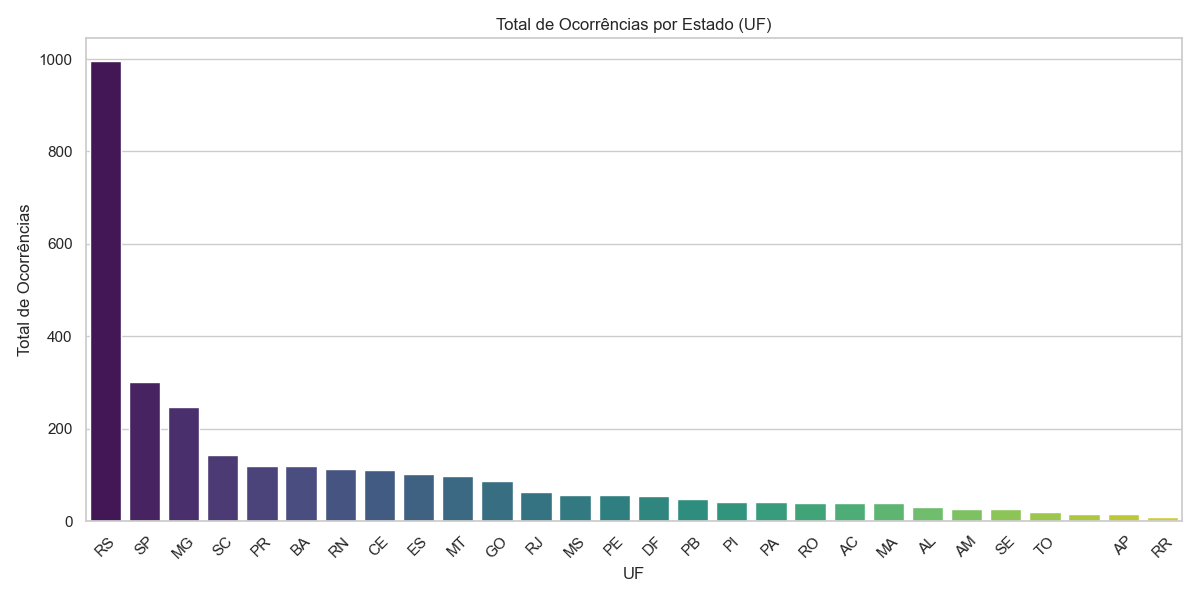 Total de Ocorrências por Estado (UF)
Total de Ocorrências
1000
800
600
400
200
0
RS SP MG SC PR BA RN CE ES MT GO RJ MS PE DF PB PI PA RO AC MA AL AM SE TO AP RR
UF